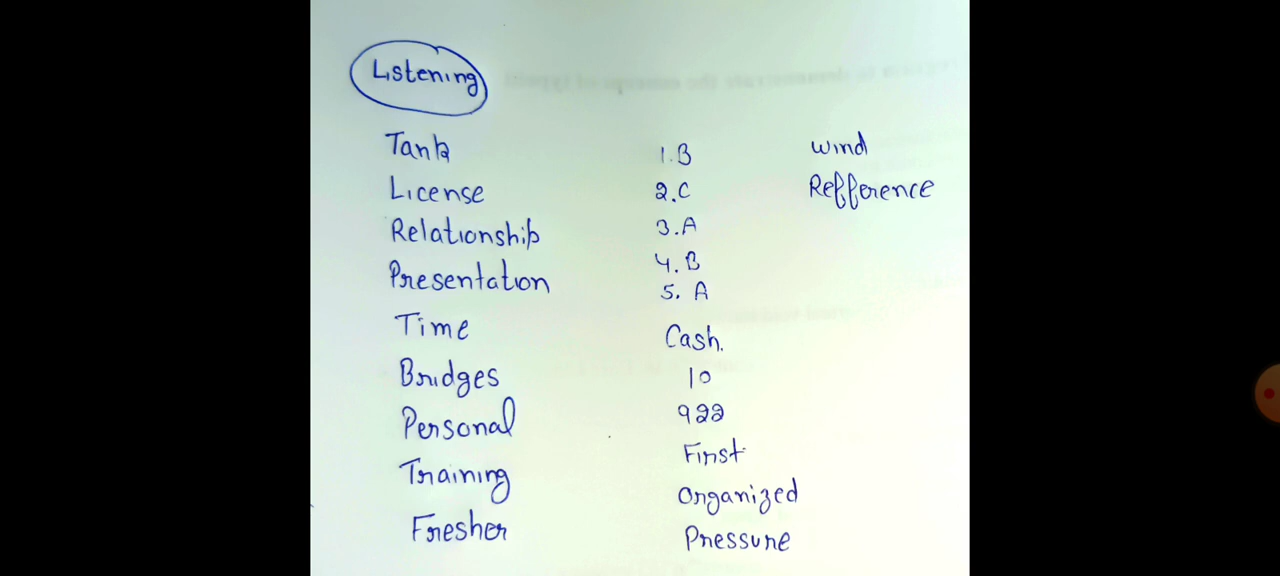 Listening
Tank
License
Relationship
Presentation
Time
Bridges
Personal
Training
Fresher
1.B
2.C
3.A
4.B
5. A
Cash.
10
922
First
Organized
Pressure
Wind
Refference